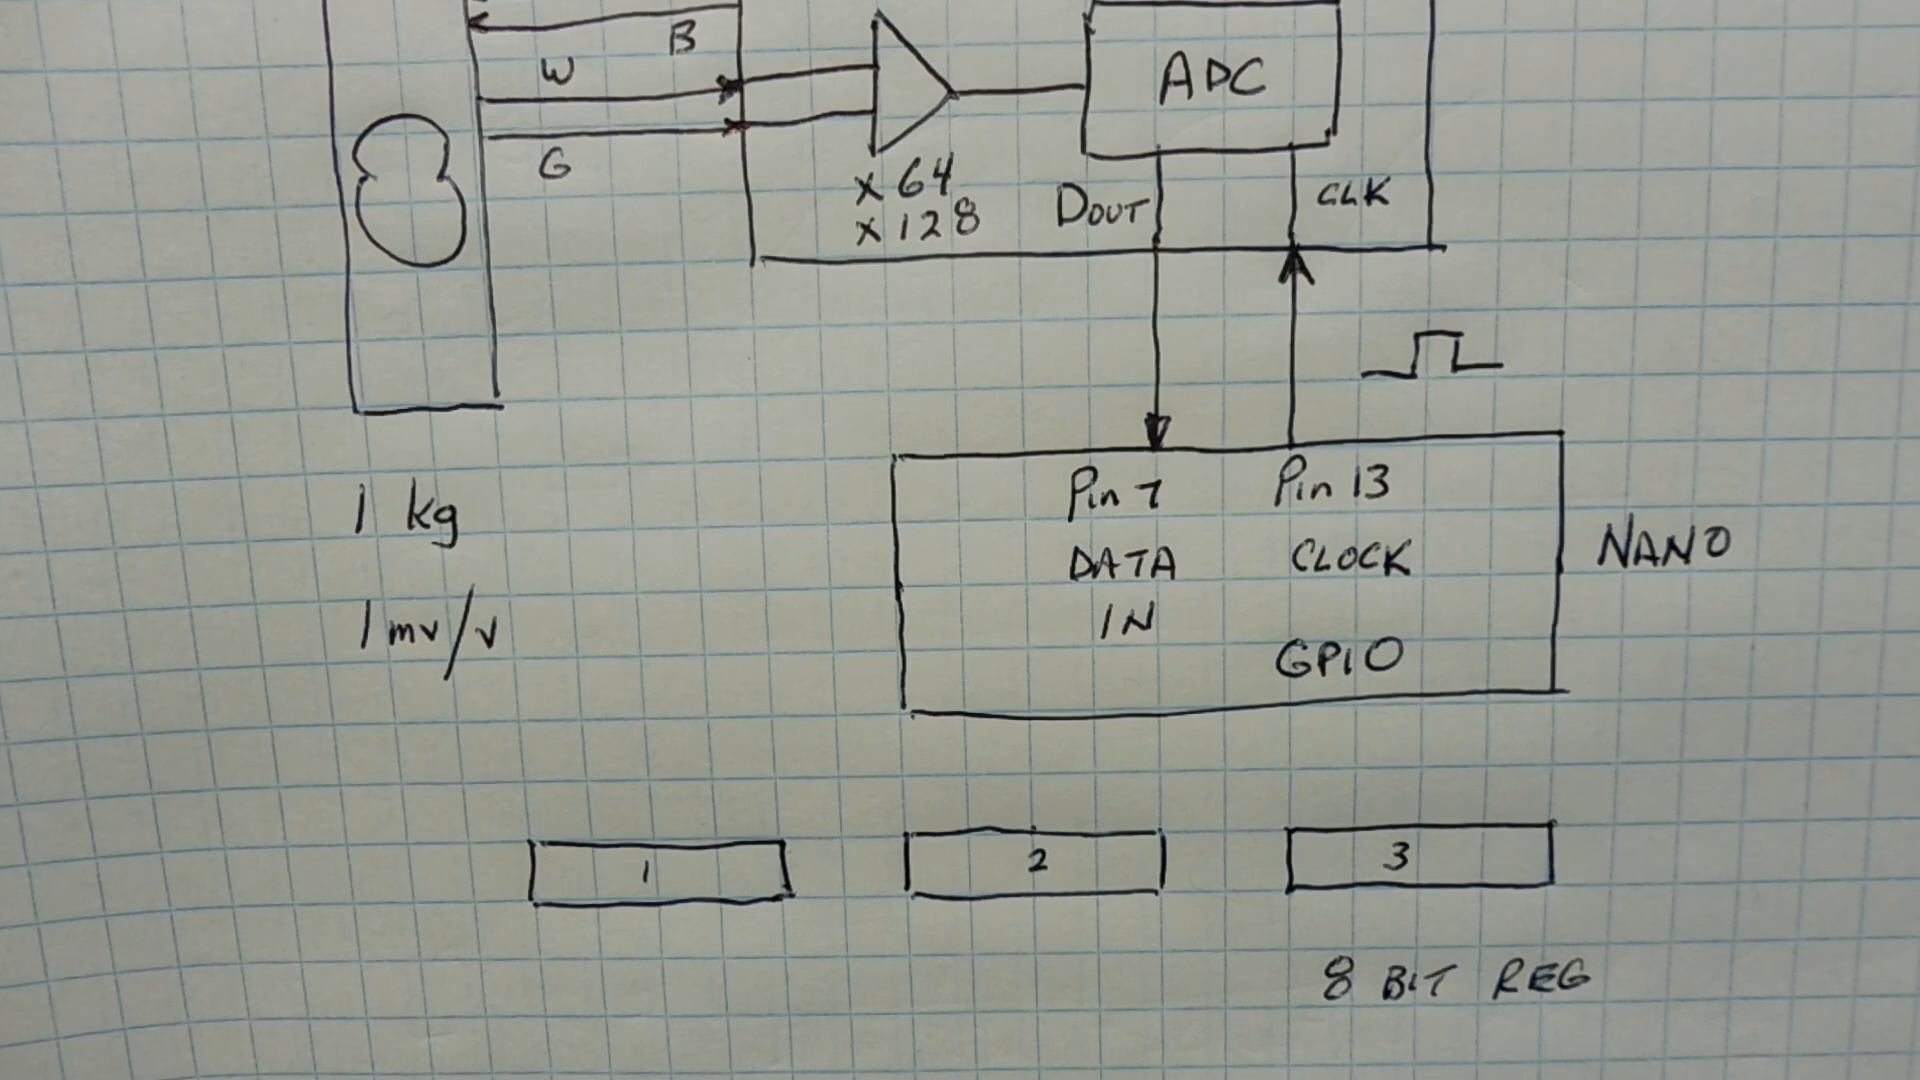 B
W
G
ADC
x 64
x 128
DOUT
CLK
Pin 7
Pin 13
DATA
IN
CLOCK
GPIO
NANO
1 kg
1 mv/v
1
2
3
8 BIT REG